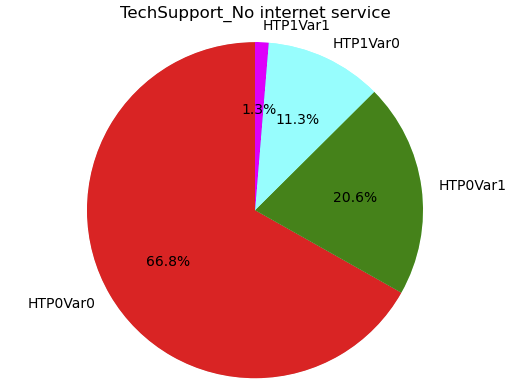 TechSupport_No internet service
HTP1Var1
HTP1Var0
1.3%
11.3%
HTP0Var1
20.6%
66.8%
HTP0Var0